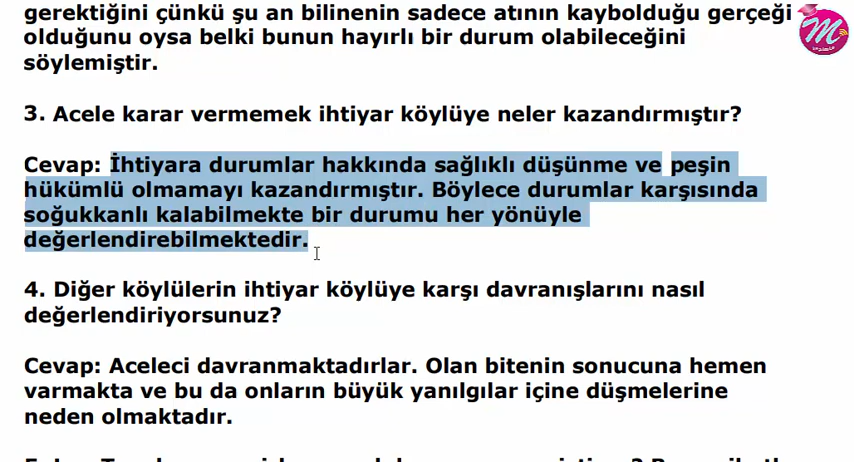 gerektiğini çünkü şu an bilinenin sadece atının kaybolduğu gerçeği
olduğunu oysa belki bunun hayırlı bir durum olabileceğini
söylemiştir.
3. Acele karar vermemek ihtiyar köylüye neler kazandırmıştır?
Cevap: İhtiyara durumlar hakkında sağlıklı düşünme ve peşin
hükümlü olmamayı kazandırmıştır. Böylece durumlar karşısında
soğukkanlı kalabilmekte bir durumu her yönüyle
değerlendirebilmektedir.
4. Diğer köylülerin ihtiyar köylüye karşı davranışlarını nasıl
değerlendiriyorsunuz?
Cevap: Aceleci davranmaktadırlar. Olan bitenin sonucuna hemen
varmakta ve bu da onların büyük yanılgılar içine düşmelerine
neden olmaktadır.